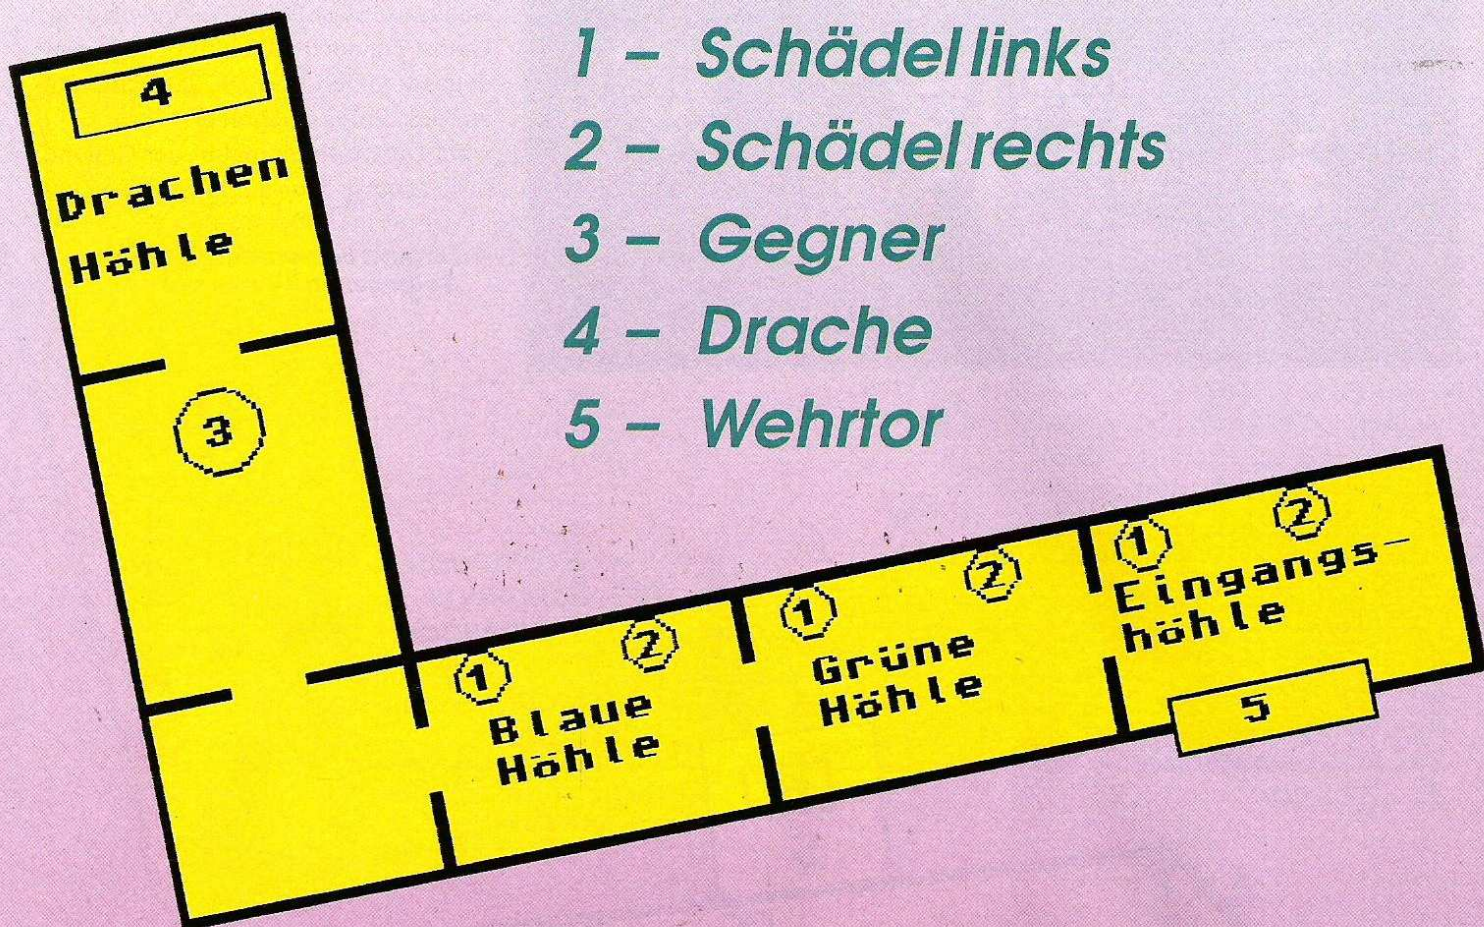 1 – Schädel links
2 – Schädel rechts
3 – Gegner
4 – Drache
5 – Wehrtor
4
Drachen
Höhle
3
1
2
Blaue
Höhle
1
2
Grüne
Höhle
1
2
Eingangs-
höhle
5